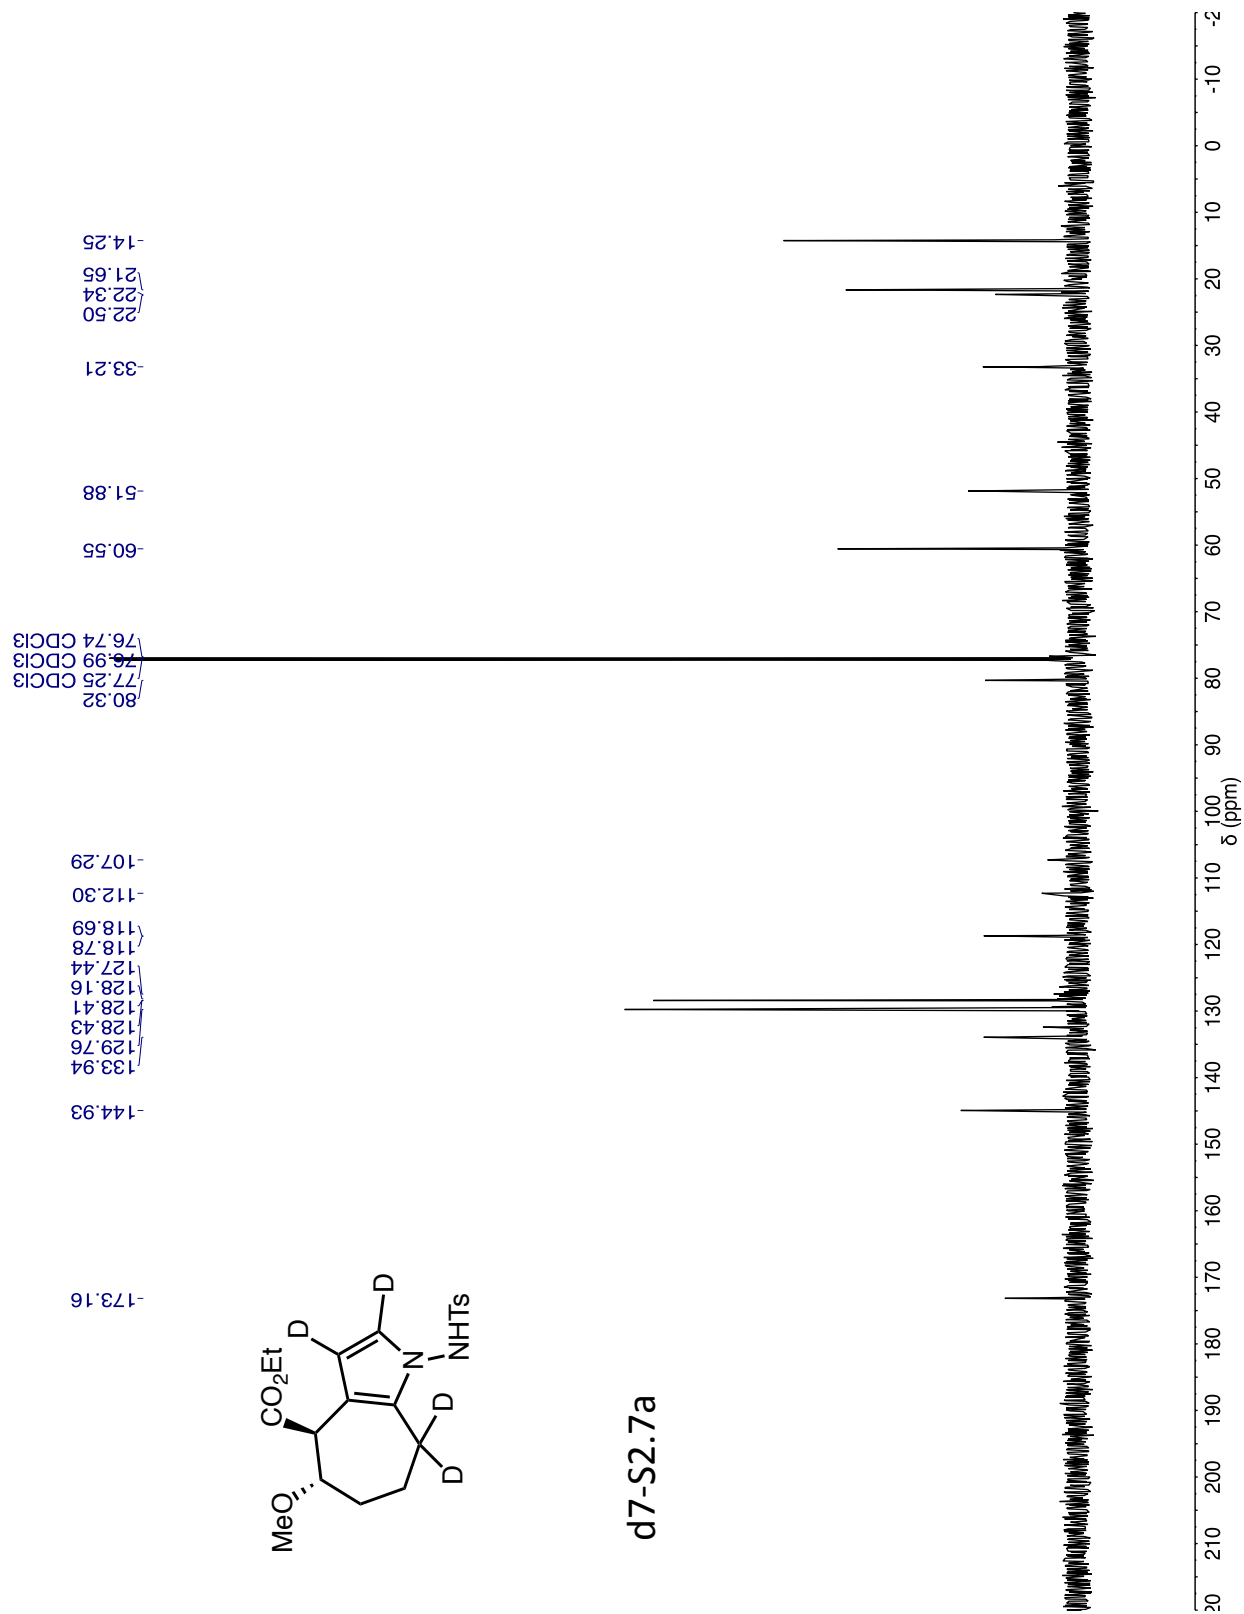 -14.25
21.65
22.34
22.50
-33.21
-51.88
-60.55
76.74 CDCl3
76.99 CDCl3
77.25 CDCl3
80.32
-107.29
-112.30
118.69
118.78
127.44
128.16
128.41
128.43
129.76
133.94
-144.93
-173.16
MeO
CO2Et
D
D
N
NHTs
D
D
d7-S2.7a
20 210 200 190 180 170 160 150 140 130 120 110 100 90 80 70 60 50 40 30 20 10 0 -10 -2
δ (ppm)